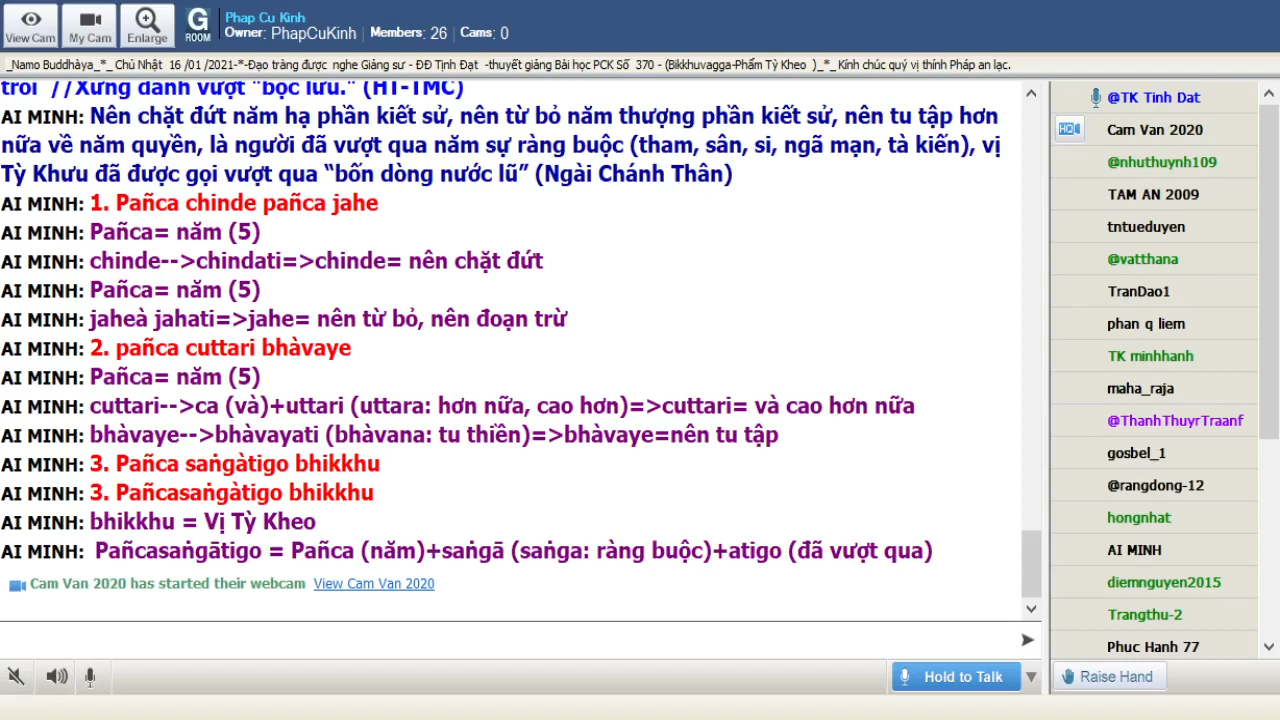 View Cam
My Cam
Enlarge
G
ROOM
Phap Cu Kinh
Owner: PhapCuKinh | Members: 26 | Cams: 0
_Namo Buddhàya_*_ Chủ Nhật 16 /01 /2021-*-Đạo tràng được nghe Giảng sư - ĐĐ Tịnh Đạt -thuyết giảng Bài học PCK Số 370 - (Bikkhuvagga-Phẩm Tỳ Kheo )_*_ Kính chúc quý vị thính Pháp an lạc.
trôi //Xứng danh vượt "bộc lưu." (HT-TMC)
AI MINH: Nên chặt đứt năm hạ phần kiết sử, nên từ bỏ năm thượng phần kiết sử, nên tu tập hơn
nữa về năm quyền, là người đã vượt qua năm sự ràng buộc (tham, sân, si, ngã mạn, tà kiến), vị
Tỳ Khưu đã được gọi vượt qua “bốn dòng nước lũ” (Ngài Chánh Thân)
AI MINH: 1. Pañca chinde pañca jahe
AI MINH: Pañca= năm (5)
AI MINH: chinde-->chindati=>chinde= nên chặt đứt
AI MINH: Pañca= năm (5)
AI MINH: jaheà jahati=>jahe= nên từ bỏ, nên đoạn trừ
AI MINH: 2. pañca cuttari bhàvaye
AI MINH: Pañca= năm (5)
AI MINH: cuttari-->ca (và)+uttari (uttara: hơn nữa, cao hơn)=>cuttari= và cao hơn nữa
AI MINH: bhàvaye-->bhàvayati (bhàvana: tu thiền)=>bhàvaye=nên tu tập
AI MINH: 3. Pañca saṅgàtigo bhikkhu
AI MINH: 3. Pañcasaṅgàtigo bhikkhu
AI MINH: bhikkhu = Vị Tỳ Kheo
AI MINH: Pañcasaṅgātigo = Pañca (năm)+saṅgā (saṅga: ràng buộc)+atigo (đã vượt qua)
Cam Van 2020 has started their webcam View Cam Van 2020
Hold to Talk
@TK Tinh Dat
HQ
Cam Van 2020
@nhuthuynh109
TAM AN 2009
tntueduyen
@vatthana
TranDao1
phan q liem
TK minhhanh
maha_raja
@ThanhThuyrTraanf
gosbel_1
@rangdong-12
hongnhat
AI MINH
diemnguyen2015
Trangthu-2
Phuc Hanh 77
Raise Hand